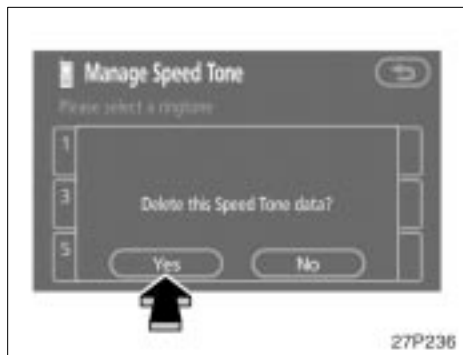 Manage Speed Tone
Please select a ringtone
1
3
Delete this Speed Tone data?
5
Yes No
27P236